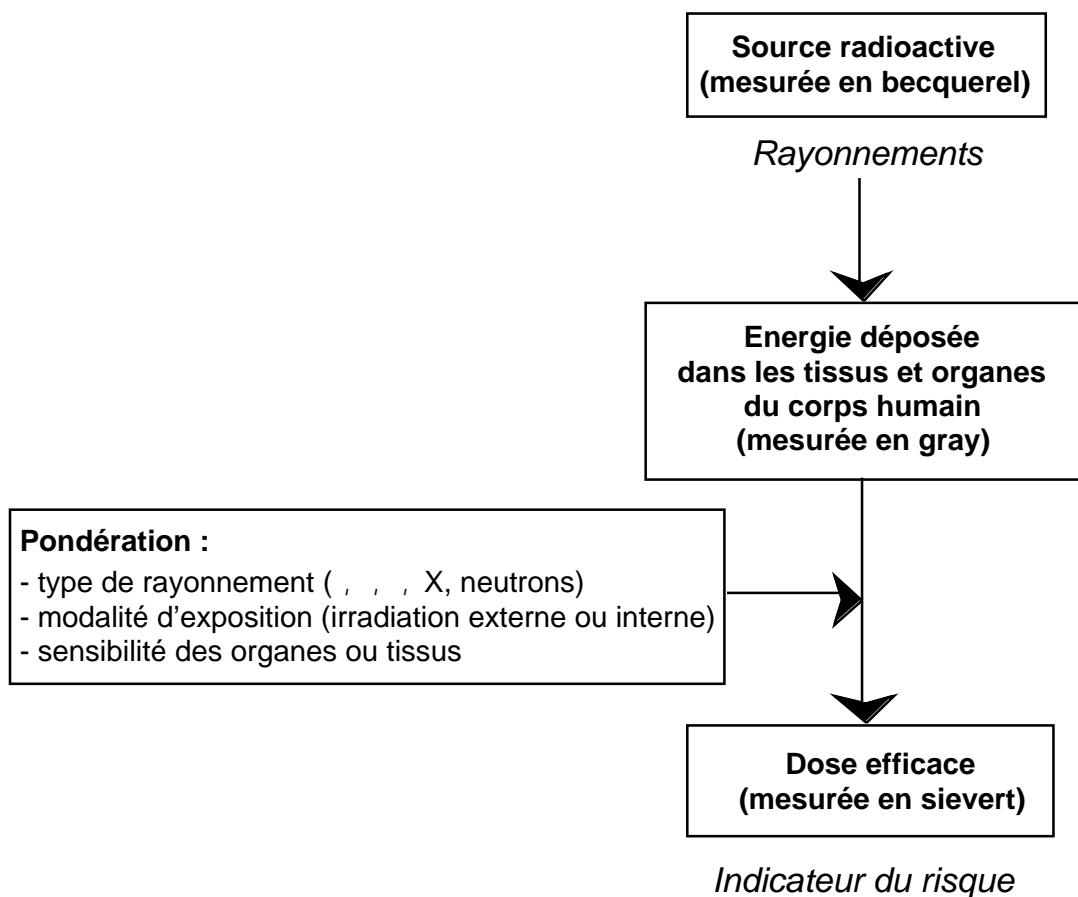 Source radioactive
(mesurée en becquerel)
Rayonnements
Energie déposée
dans les tissus et organes
du corps humain
(mesurée en gray)
Pondération :
- type de rayonnement ( , , , X, neutrons)
- modalité d'exposition (irradiation externe ou interne)
- sensibilité des organes ou tissus
Dose efficace
(mesurée en sievert)
Indicateur du risque